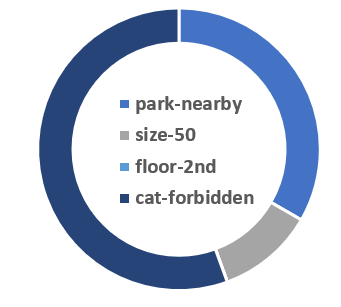 park-nearby
size-50
floor-2nd
cat-forbidden